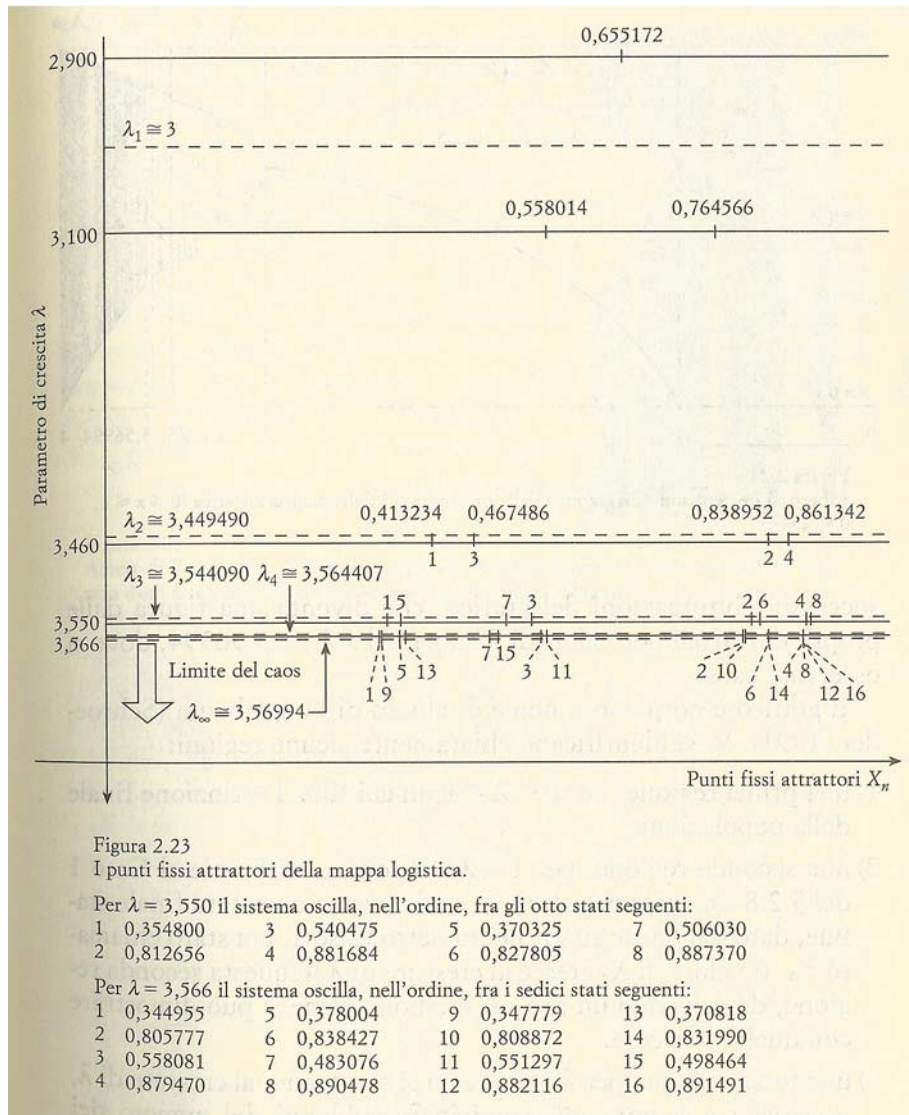 0,655172
2,900
λ₁ ≅ 3
0,558014 0,764566
3,100
Parametro di crescita λ
λ₂ ≅ 3,449490 0,413234 0,467486 0,838952 0,861342
3,460
1 3 2 4
λ₃ ≅ 3,544090 λ₄ ≅ 3,564407
1 5 7 3 2 6 4 8
3,550
3,566
7 15
Limite del caos
5 13 3 11 2 10 4 8
1 9 6 14 12 16
λ∞ ≅ 3,56994
Punti fissi attrattori Xₙ
Figura 2.23
I punti fissi attrattori della mappa logistica.
Per λ = 3,550 il sistema oscilla, nell'ordine, fra gli otto stati seguenti:
1 0,354800 3 0,540475 5 0,370325 7 0,506030
2 0,812656 4 0,881684 6 0,827805 8 0,887370
Per λ = 3,566 il sistema oscilla, nell'ordine, fra i sedici stati seguenti:
1 0,344955 5 0,378004 9 0,347779 13 0,370818
2 0,805777 6 0,838427 10 0,808872 14 0,831990
3 0,558081 7 0,483076 11 0,551297 15 0,498464
4 0,879470 8 0,890478 12 0,882116 16 0,891491